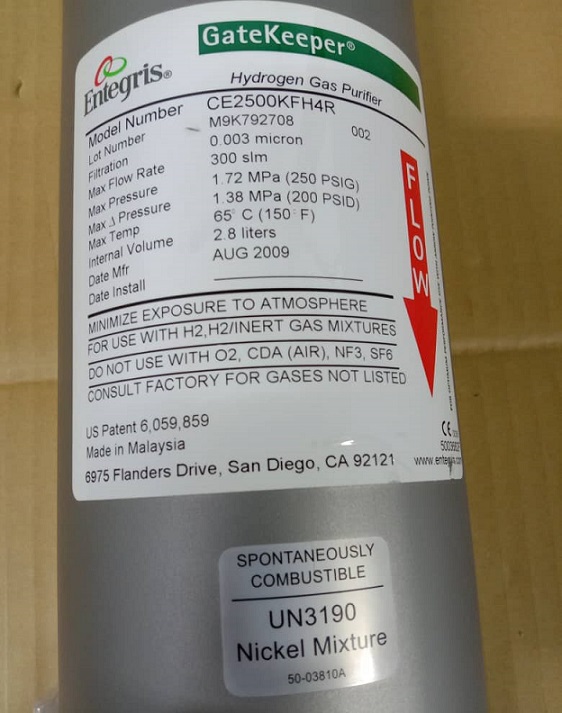 GateKeeper®
Entegris®
Hydrogen Gas Purifier
Model Number CE2500KFH4R
Lot Number M9K792708 002
Filtration 0.003 micron
Max Flow Rate 300 slm
Max Pressure 1.72 MPa (250 PSIG)
Max Δ Pressure 1.38 MPa (200 PSID)
Max Temp 65° C (150° F)
Internal Volume 2.8 liters
Date Mfr AUG 2009
Date Install
FLOW
MINIMIZE EXPOSURE TO ATMOSPHERE
FOR USE WITH H2,H2/INERT GAS MIXTURES
DO NOT USE WITH O2, CDA (AIR), NF3, SF6
CONSULT FACTORY FOR GASES NOT LISTED
US Patent 6,059,859
Made in Malaysia
6975 Flanders Drive, San Diego, CA 92121
CE
SPONTANEOUSLY
COMBUSTIBLE
UN3190
Nickel Mixture
50-03810A